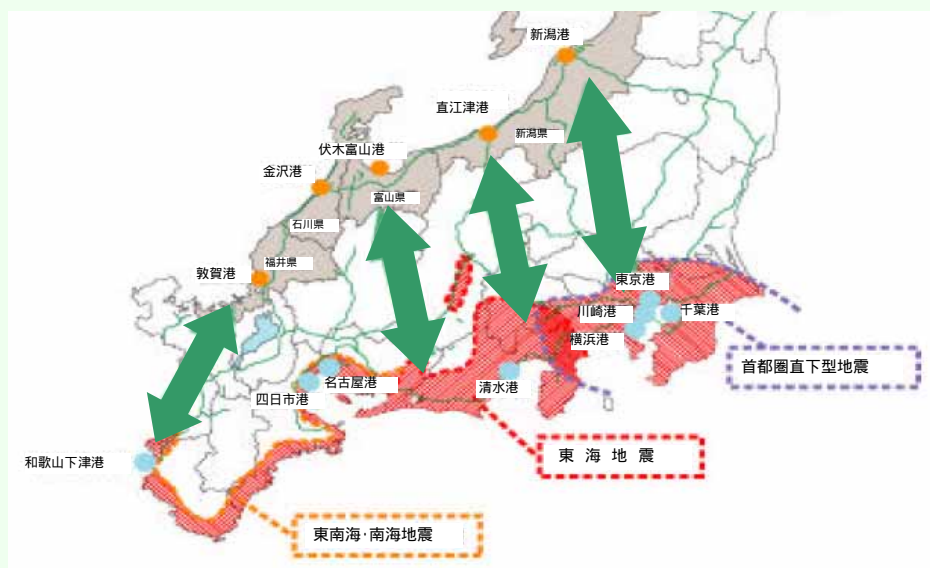 新潟港
直江津港
新潟県
伏木富山港
金沢港
富山県
石川県
福井県
敦賀港
東京港
川崎港
千葉港
横浜港
首都圏直下型地震
名古屋港
清水港
四日市港
東 海 地 震
和歌山下津港
東南海・南海地震